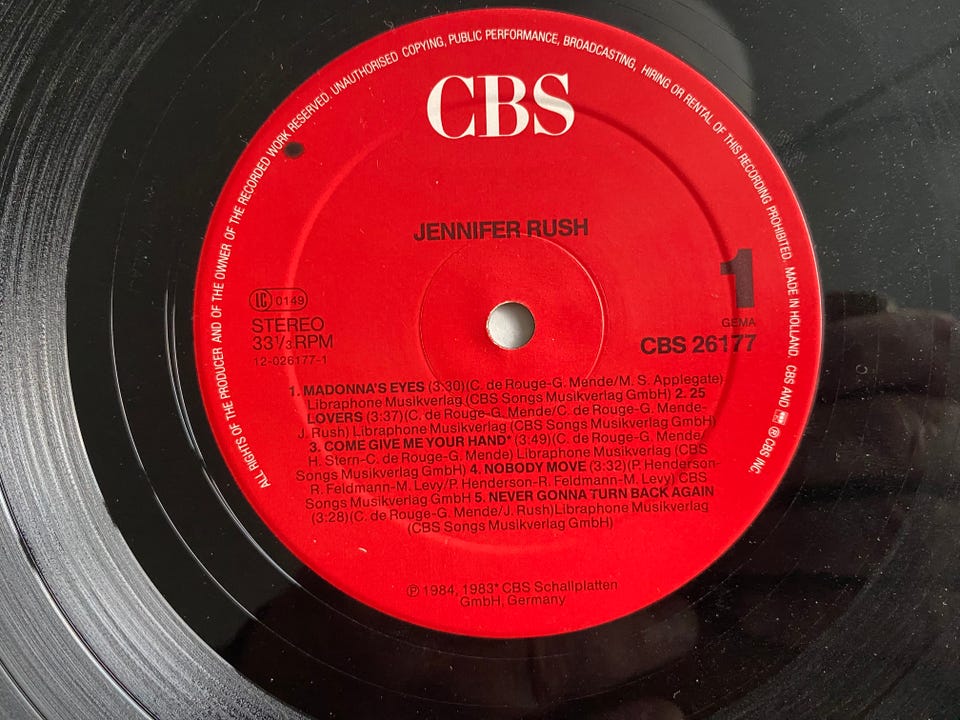 ALL RIGHTS OF THE PRODUCER AND OF THE OWNER OF THE RECORDED WORK RESERVED. UNAUTHORISED COPYING, PUBLIC PERFORMANCE, BROADCASTING, HIRING OR RENTAL OF THIS RECORDING PROHIBITED. MADE IN HOLLAND. CBS AND ® CBS INC.
CBS
JENNIFER RUSH
1
LC 0149
STEREO
33 1/3 RPM
12-026177-1
GEMA
CBS 26177
1. MADONNA'S EYES (3:30)(C. de Rouge-G. Mende/M. S. Applegate)
Libraphone Musikverlag (CBS Songs Musikverlag GmbH) 2. 25
LOVERS (3:37)(C. de Rouge-G. Mende/C. de Rouge-G. Mende-
J. Rush) Libraphone Musikverlag (CBS Songs Musikverlag GmbH)
3. COME GIVE ME YOUR HAND* (3:49)(C. de Rouge-G. Mende/
H. Stern-C. de Rouge-G. Mende) Libraphone Musikverlag (CBS
Songs Musikverlag GmbH) 4. NOBODY MOVE (3:32)(P. Henderson-
R. Feldmann-M. Levy/P. Henderson-R. Feldmann-M. Levy) CBS
Songs Musikverlag GmbH 5. NEVER GONNA TURN BACK AGAIN
(3:28)(C. de Rouge-G. Mende/J. Rush)Libraphone Musikverlag
(CBS Songs Musikverlag GmbH)
℗ 1984, 1983* CBS Schallplatten
GmbH, Germany